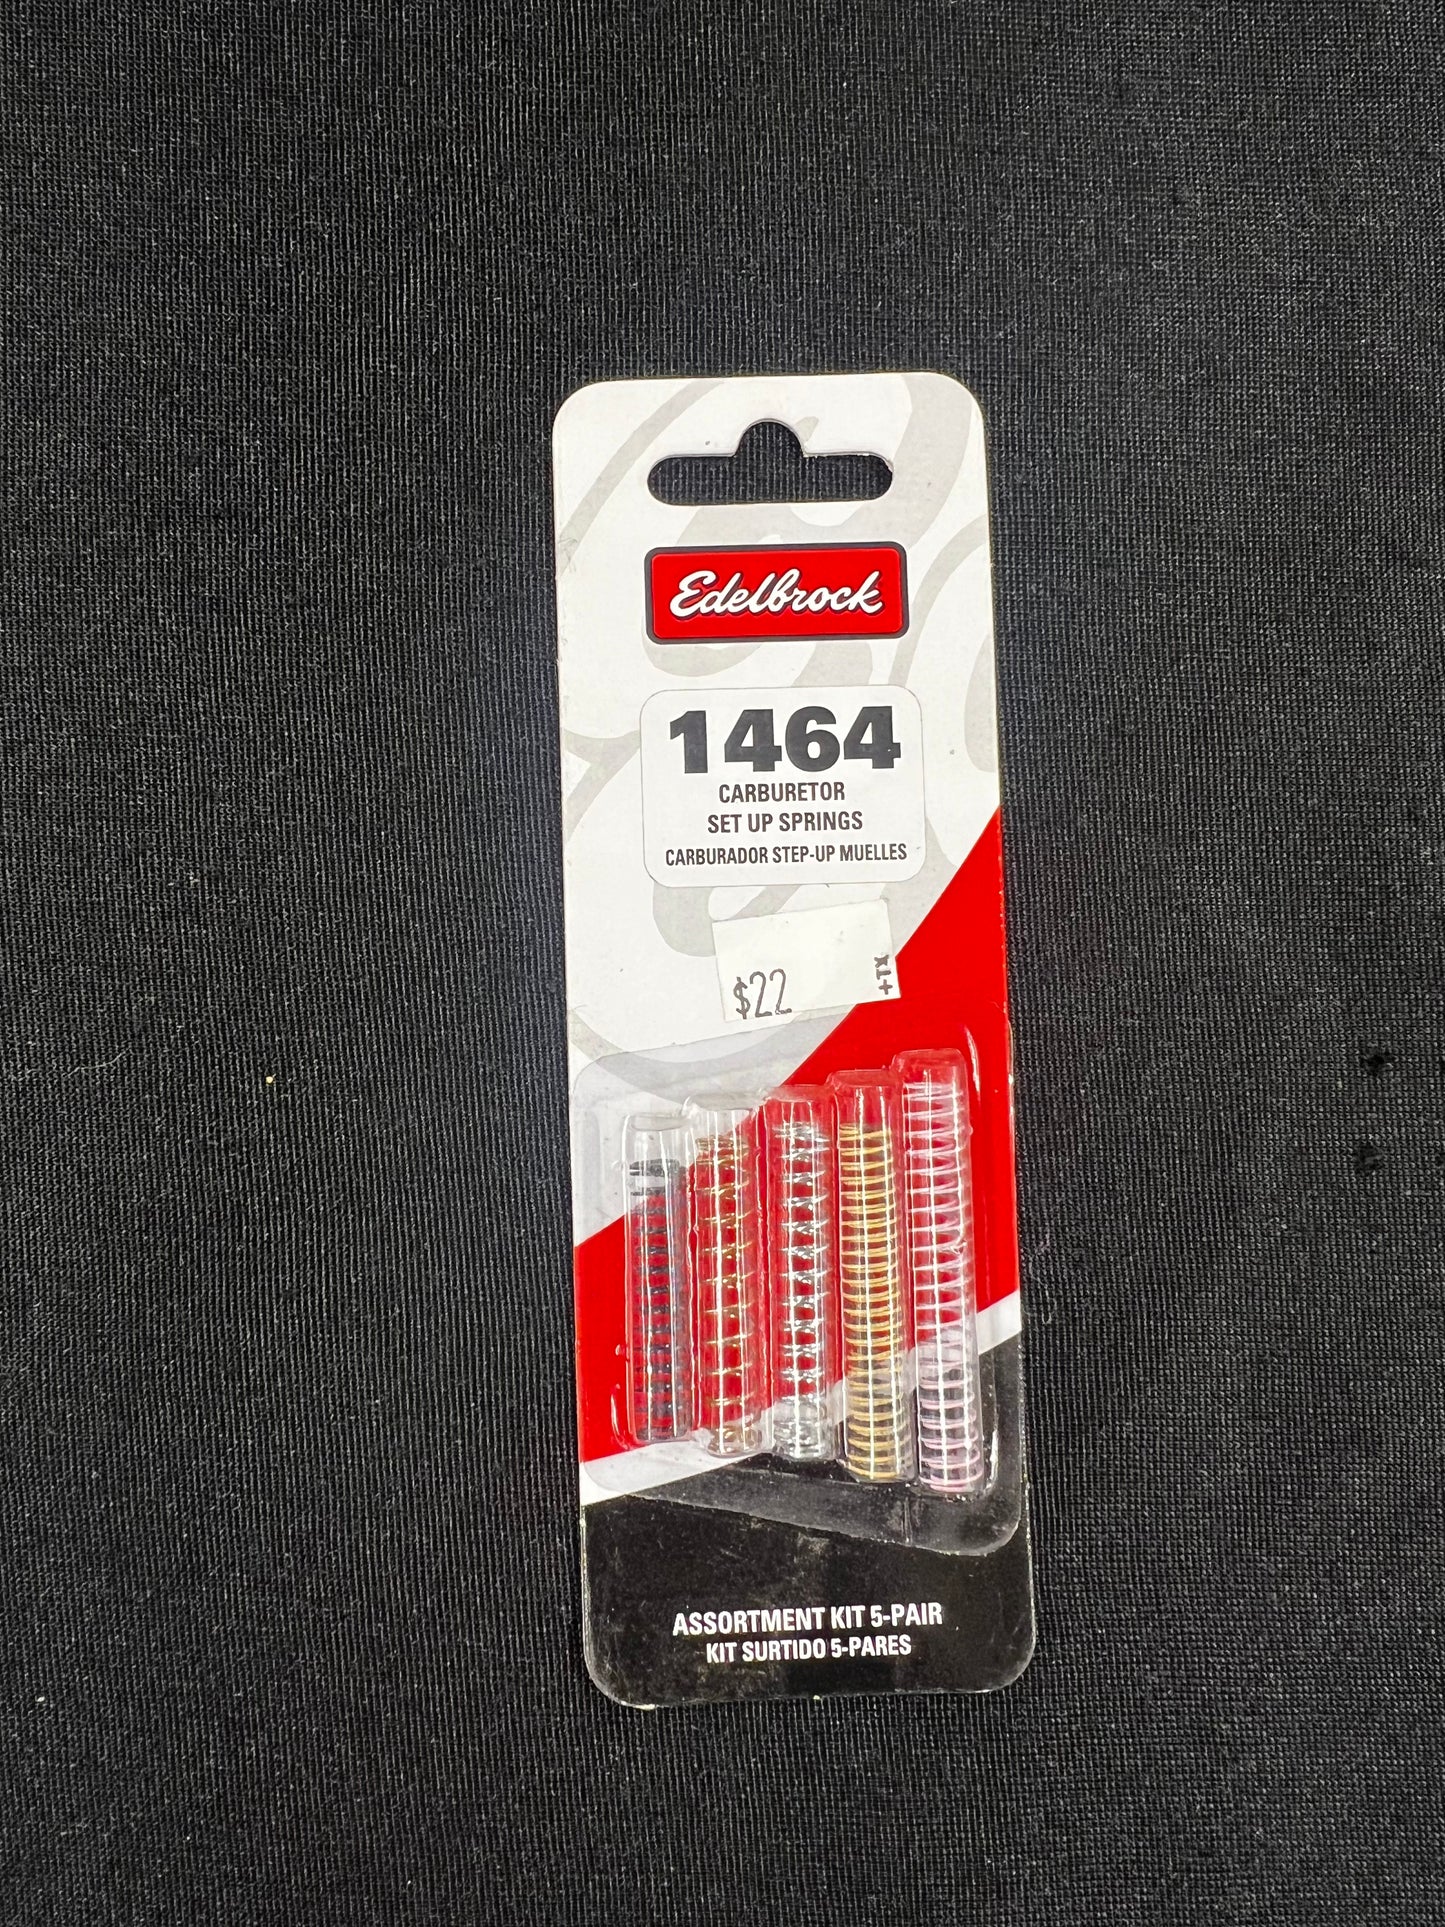 Edelbrock
1464
CARBURETOR
SET UP SPRINGS
CARBURADOR STEP-UP MUELLES
$22
+TX
ASSORTMENT KIT 5-PAIR
KIT SURTIDO 5-PARES